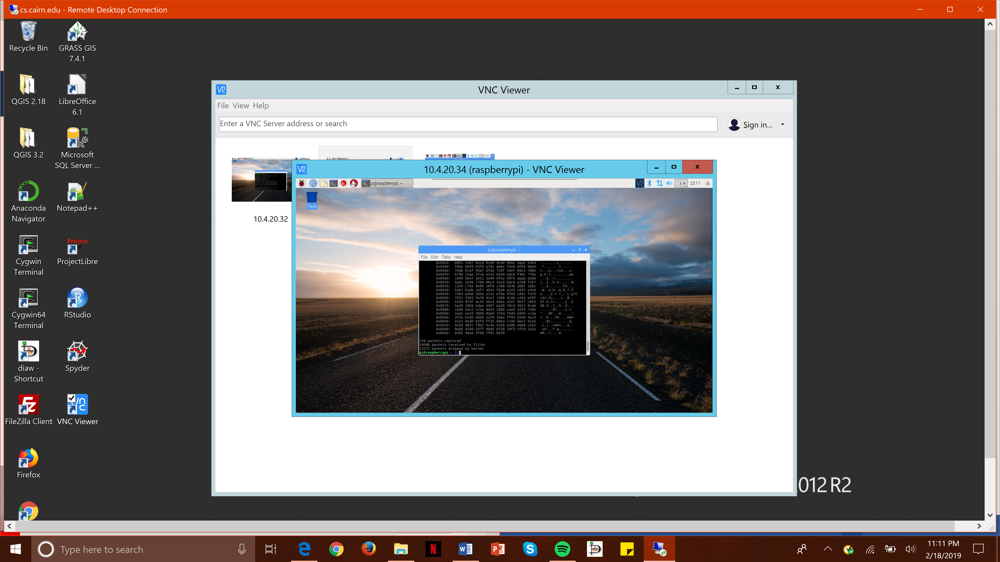 cs.cairn.edu - Remote Desktop Connection
Recycle Bin
GRASS GIS
7.4.1
QGIS 2.18
LibreOffice
6.1
QGIS 3.2
Microsoft
SQL Server ...
Anaconda
Navigator
Notepad++
Cygwin
Terminal
Project
ProjectLibre
Cygwin64
Terminal
RStudio
diaw -
Shortcut
Spyder
FileZilla Client
VNC Viewer
Firefox
VNC Viewer
File View Help
Enter a VNC Server address or search
Sign in...
10.4.20.32
10.4.20.34 (raspberrypi) - VNC Viewer
pi@raspberrypi: ~
1 %
23:11
Trash
pi@raspberrypi: ~
File Edit Tabs Help
0x04c0: 8401 c5b7 01cd 8c86 4ce6 09ac dae2 01b3 ........L.......
0x04d0: 195e 0bf8 03f9 a79c de6c f3e6 dfb3 90e5 .^.......l......
0x04e0: 76db 07af 55ef dfd3 726f 32ef 89c2 780e v...U...ro2...x.
0x04f0: 679d 23ae 37cb e316 00d0 edc0 f40c 776e g.#.7.........wn
0x0500: c699 bb47 a511 3e90 0fbe 05f9 abad ddd6 ...G..>.........
0x0510: 6abc 2e49 1706 6bc4 41c6 bdcb a7e9 f257 j..I..k.A......W
0x0520: c320 c762 8e85 18f8 c789 1646 3587 16bc ...b.......F5...
0x0530: bd57 b1db 34f7 4812 fb26 e225 c837 e446 .W..4.H..&.%.7.F
0x0540: 7583 a28d 2d5a e13c ef5e 5f00 c84c f370 u...-Z.<.^_..L.p^C
0x0550: 7631 2303 5a76 91e7 1306 4c8b cd24 af0f v1#.Zv....L..$..
0x0560: 5354 8f4f ec43 2bc4 dde1 d107 5bf7 c053 ST.O.C+.....[..S
0x0570: 5a26 1058 bdee 4997 da30 10cd 3911 9cde Z&.X..I..0..9...
0x0580: cb99 b3c2 c23a 4e54 18b0 cee5 43f9 748b .....:NT....C.t.
0x0590: 2ad1 ee2d 3650 82e9 1f6d f5d9 e6b5 cc3a *..-6P...m.....:
0x05a0: 372e b24b 0dd6 ec59 39ee ff93 d348 4e23 7..K...Y9....HN#
0x05b0: e1e1 0a30 63f6 ff1b 00e3 cc9e 0ec1 51a5 ...0c.........Q.
0x05c0: 9c63 d97c f9b7 4c4e 4156 add6 a06d c2e2 .c.|..LNAV...m..
0x05d0: 9a56 419d 1d7f 66d0 6720 19f3 cfcd 1aca .VA...f.g.......
0x05e0: 6d52 98ae 3fd9 7f81 bb36 mR..?....6
718 packets captured
14096 packets received by filter
13372 packets dropped by kernel
pi@raspberrypi:~ $
012 R2
Type here to search
11:11 PM
2/18/2019